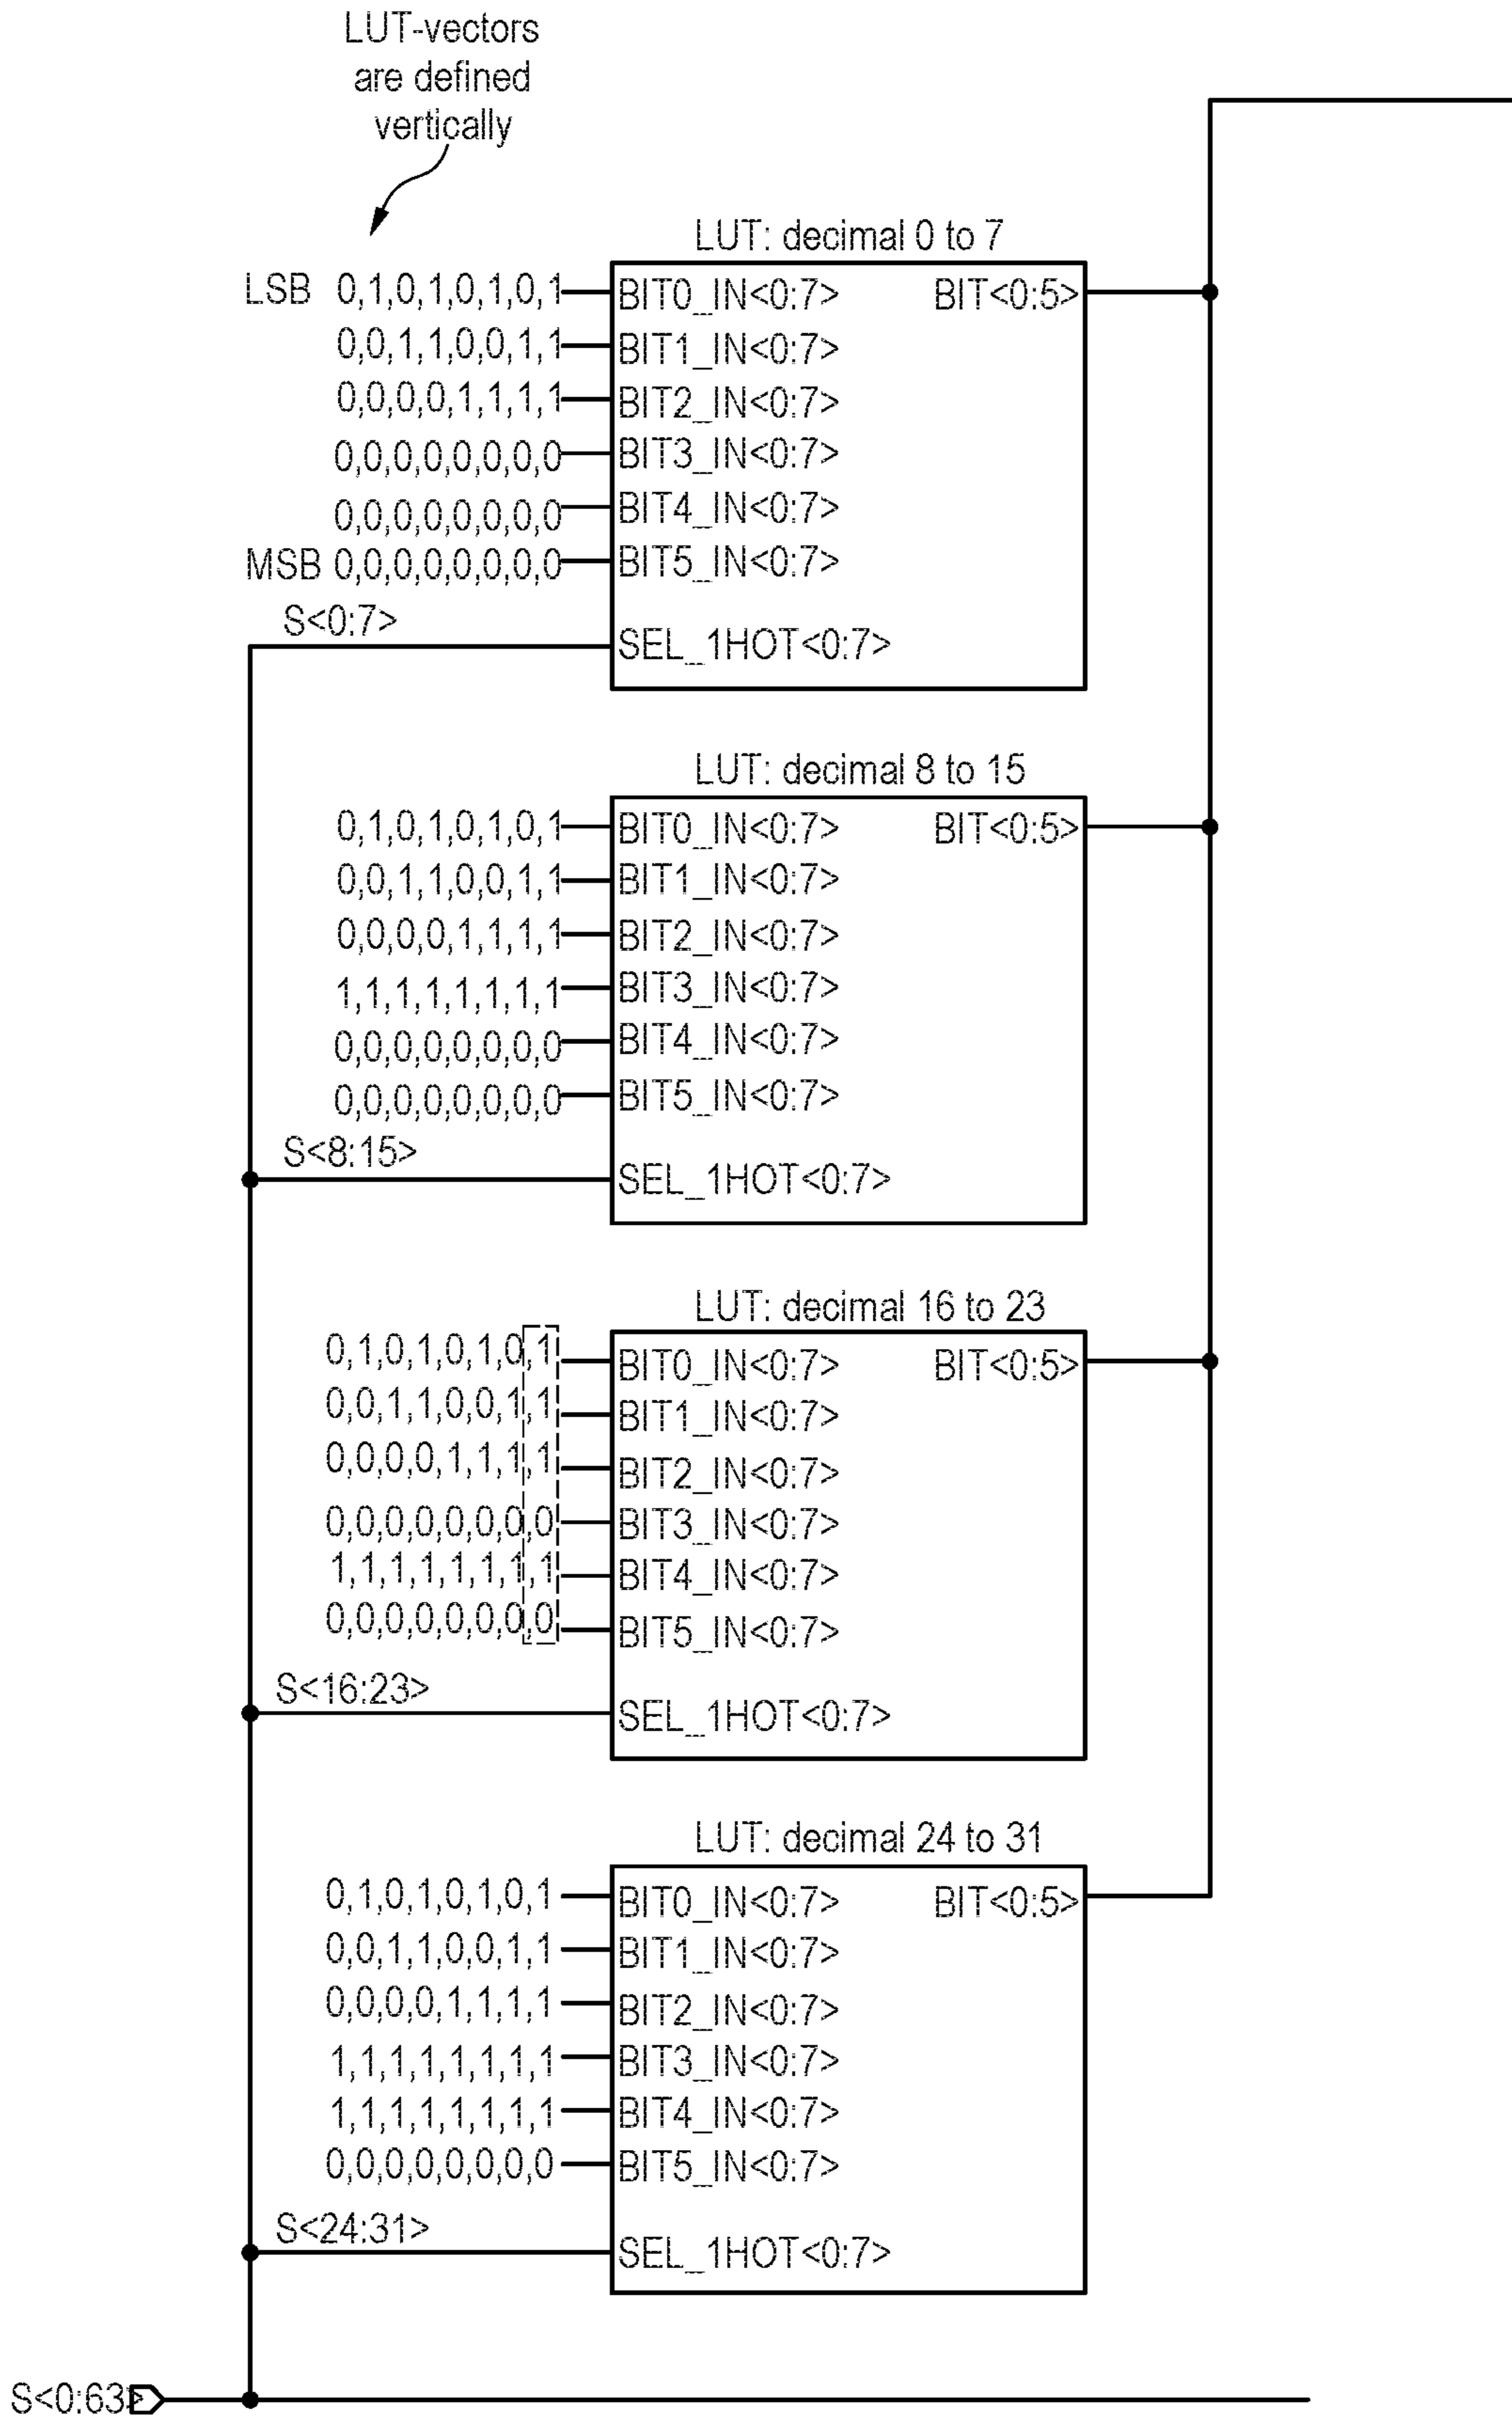 LUT-vectors
are defined
vertically
LUT: decimal 0 to 7
LSB 0,1,0,1,0,1,0,1 BIT0_IN<0:7> BIT<0:5>
0,0,1,1,0,0,1,1 BIT1_IN<0:7>
0,0,0,0,1,1,1,1 BIT2_IN<0:7>
0,0,0,0,0,0,0,0 BIT3_IN<0:7>
0,0,0,0,0,0,0,0 BIT4_IN<0:7>
MSB 0,0,0,0,0,0,0,0 BIT5_IN<0:7>
S<0:7>
SEL_1HOT<0:7>
LUT: decimal 8 to 15
0,1,0,1,0,1,0,1 BIT0_IN<0:7> BIT<0:5>
0,0,1,1,0,0,1,1 BIT1_IN<0:7>
0,0,0,0,1,1,1,1 BIT2_IN<0:7>
1,1,1,1,1,1,1,1 BIT3_IN<0:7>
0,0,0,0,0,0,0,0 BIT4_IN<0:7>
0,0,0,0,0,0,0,0 BIT5_IN<0:7>
S<8:15>
SEL_1HOT<0:7>
LUT: decimal 16 to 23
0,1,0,1,0,1,0,1 BIT0_IN<0:7> BIT<0:5>
0,0,1,1,0,0,1,1 BIT1_IN<0:7>
0,0,0,0,1,1,1,1 BIT2_IN<0:7>
0,0,0,0,0,0,0,0 BIT3_IN<0:7>
1,1,1,1,1,1,1,1 BIT4_IN<0:7>
0,0,0,0,0,0,0,0 BIT5_IN<0:7>
S<16:23>
SEL_1HOT<0:7>
LUT: decimal 24 to 31
0,1,0,1,0,1,0,1 BIT0_IN<0:7> BIT<0:5>
0,0,1,1,0,0,1,1 BIT1_IN<0:7>
0,0,0,0,1,1,1,1 BIT2_IN<0:7>
1,1,1,1,1,1,1,1 BIT3_IN<0:7>
1,1,1,1,1,1,1,1 BIT4_IN<0:7>
0,0,0,0,0,0,0,0 BIT5_IN<0:7>
S<24:31>
SEL_1HOT<0:7>
S<0:63>